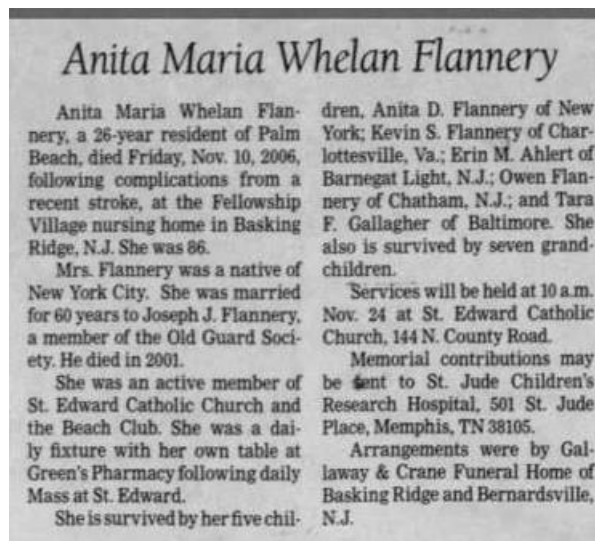 Anita Maria Whelan Flannery
Anita Maria Whelan Flan-
nery, a 26-year resident of Palm
Beach, died Friday, Nov. 10, 2006,
following complications from a
recent stroke, at the Fellowship
Village nursing home in Basking
Ridge, N.J. She was 86.
Mrs. Flannery was a native of
New York City. She was married
for 60 years to Joseph J. Flannery,
a member of the Old Guard Soci-
ety. He died in 2001.
She was an active member of
St. Edward Catholic Church and
the Beach Club. She was a dai-
ly fixture with her own table at
Green's Pharmacy following daily
Mass at St. Edward.
She is survived by her five chil-
dren, Anita D. Flannery of New
York; Kevin S. Flannery of Char-
lottesville, Va.; Erin M. Ahlert of
Barnegat Light, N.J.; Owen Flan-
nery of Chatham, N.J.; and Tara
F. Gallagher of Baltimore. She
also is survived by seven grand-
children.
Services will be held at 10 a.m.
Nov. 24 at St. Edward Catholic
Church, 144 N. County Road.
Memorial contributions may
be sent to St. Jude Children's
Research Hospital, 501 St. Jude
Place, Memphis, TN 38105.
Arrangements were by Gal-
laway & Crane Funeral Home of
Basking Ridge and Bernardsville,
N.J.